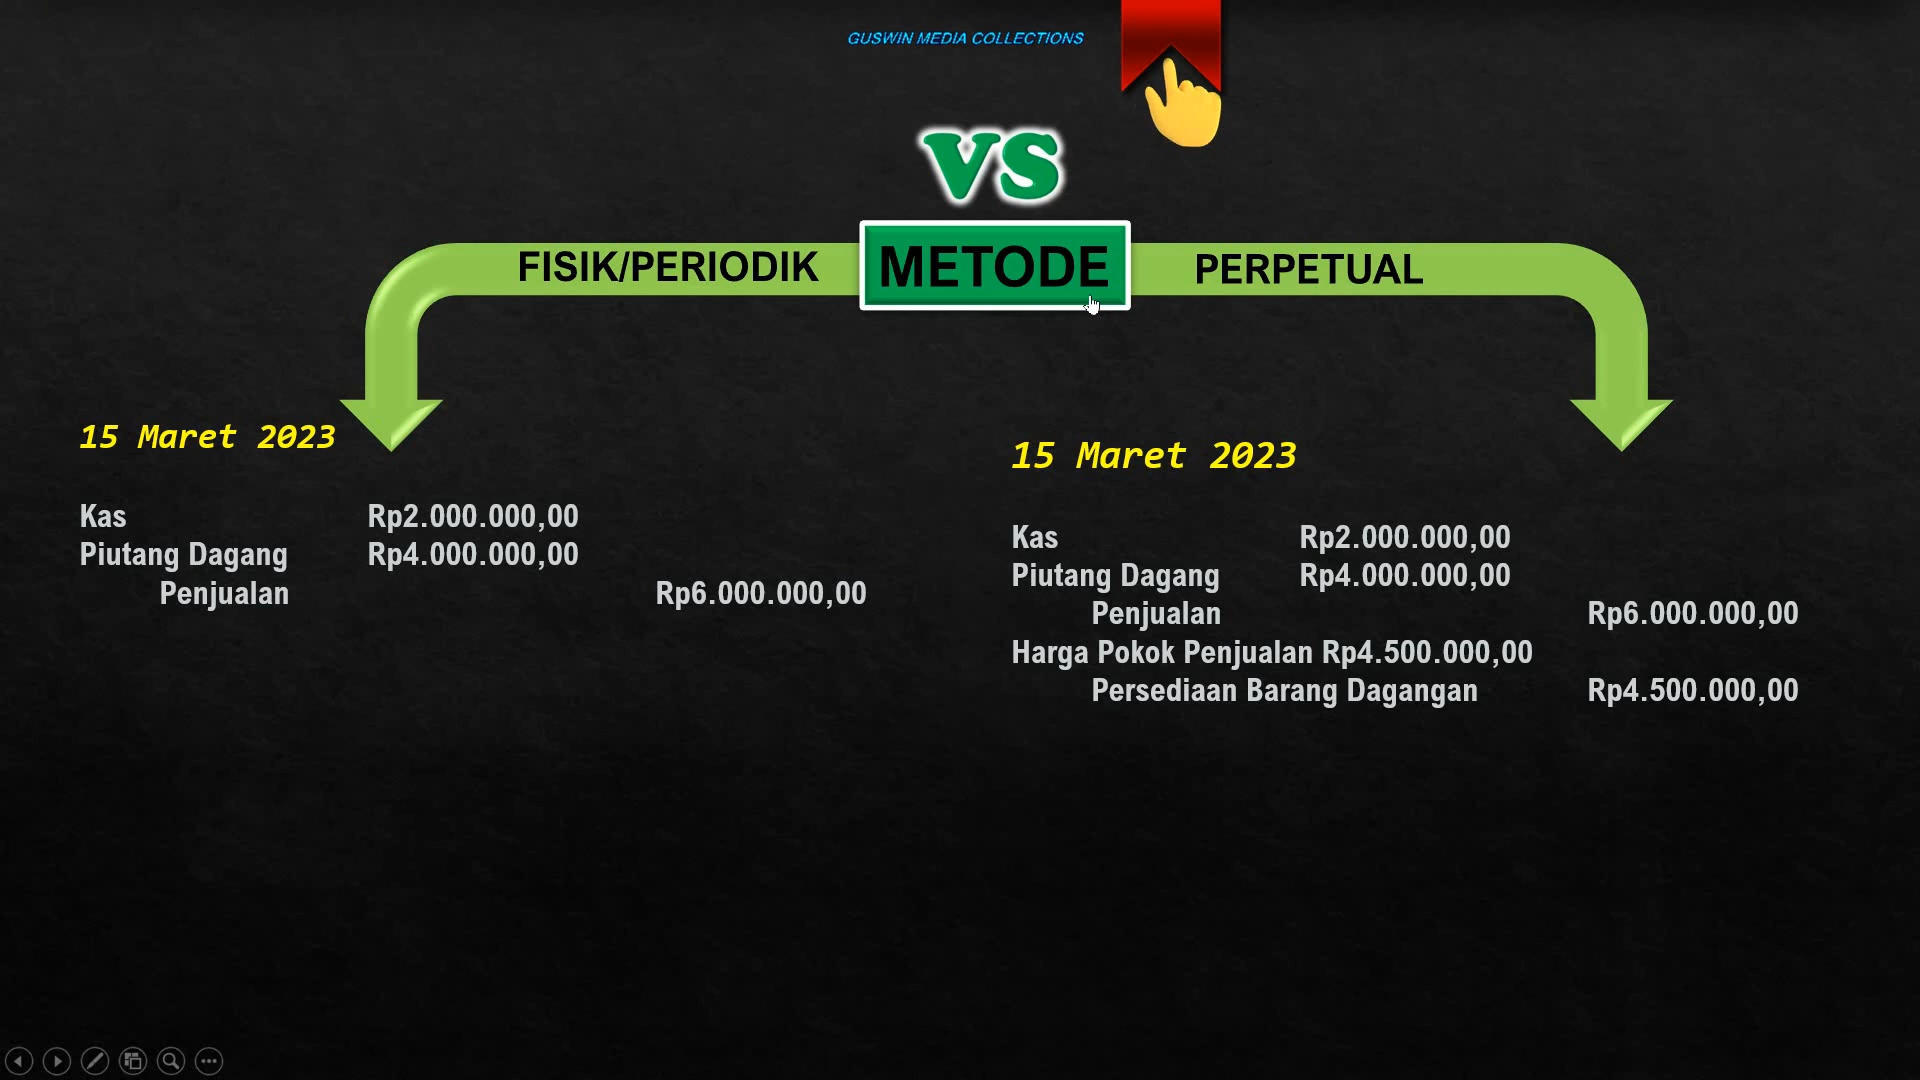 GUSWIN MEDIA COLLECTIONS
VS
FISIK/PERIODIK
METODE
PERPETUAL
15 Maret 2023
Kas Rp2.000.000,00
Piutang Dagang Rp4.000.000,00
Penjualan Rp6.000.000,00
15 Maret 2023
Kas Rp2.000.000,00
Piutang Dagang Rp4.000.000,00
Penjualan Rp6.000.000,00
Harga Pokok Penjualan Rp4.500.000,00
Persediaan Barang Dagangan Rp4.500.000,00